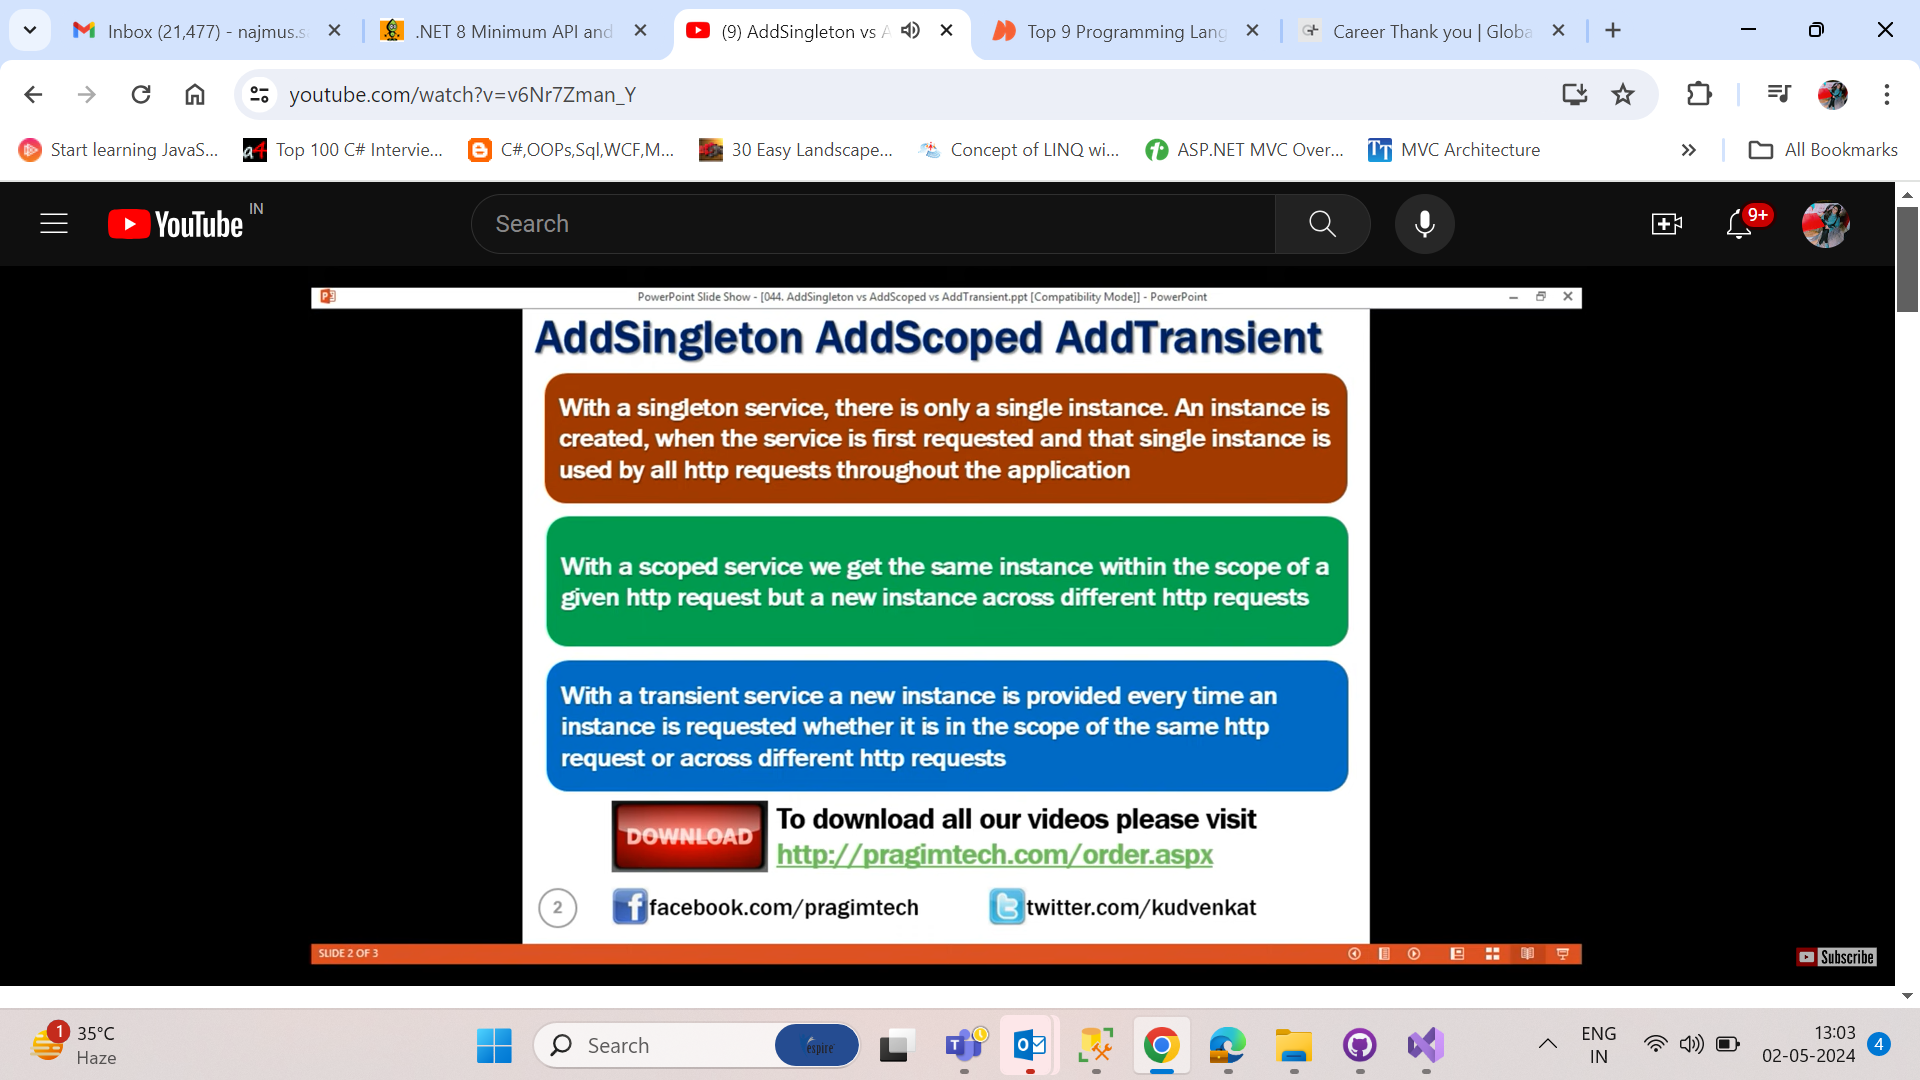 Inbox (21,477) - najmus.s
.NET 8 Minimum API and
(9) AddSingleton vs A
Top 9 Programming Lang
Career Thank you | Globa
youtube.com/watch?v=v6Nr7Zman_Y
Start learning JavaS...
Top 100 C# Intervie...
C#,OOPs,Sql,WCF,M...
30 Easy Landscape...
Concept of LINQ wi...
ASP.NET MVC Over...
MVC Architecture
All Bookmarks
YouTube IN
Search
9+
PowerPoint Slide Show - [044. AddSingleton vs AddScoped vs AddTransient.ppt [Compatibility Mode]] - PowerPoint
AddSingleton AddScoped AddTransient
With a singleton service, there is only a single instance. An instance is
created, when the service is first requested and that single instance is
used by all http requests throughout the application
With a scoped service we get the same instance within the scope of a
given http request but a new instance across different http requests
With a transient service a new instance is provided every time an
instance is requested whether it is in the scope of the same http
request or across different http requests
DOWNLOAD
To download all our videos please visit
http://pragimtech.com/order.aspx
2
facebook.com/pragimtech
twitter.com/kudvenkat
SLIDE 2 OF 3
Subscribe
1
35°C
Haze
Search
espire
ENG
IN
13:03
02-05-2024
4